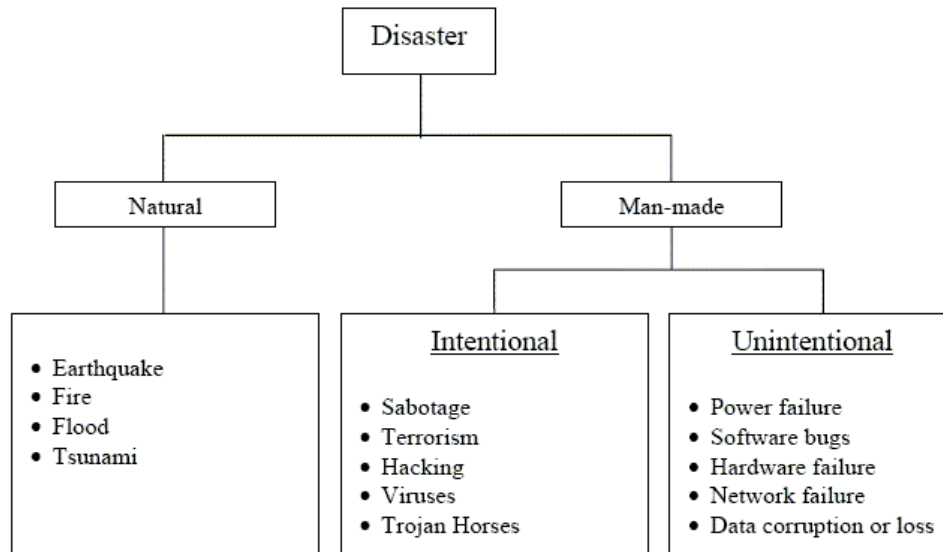 Disaster
Natural
Man-made
• Earthquake
• Fire
• Flood
• Tsunami
Intentional
• Sabotage
• Terrorism
• Hacking
• Viruses
• Trojan Horses
Unintentional
• Power failure
• Software bugs
• Hardware failure
• Network failure
• Data corruption or loss